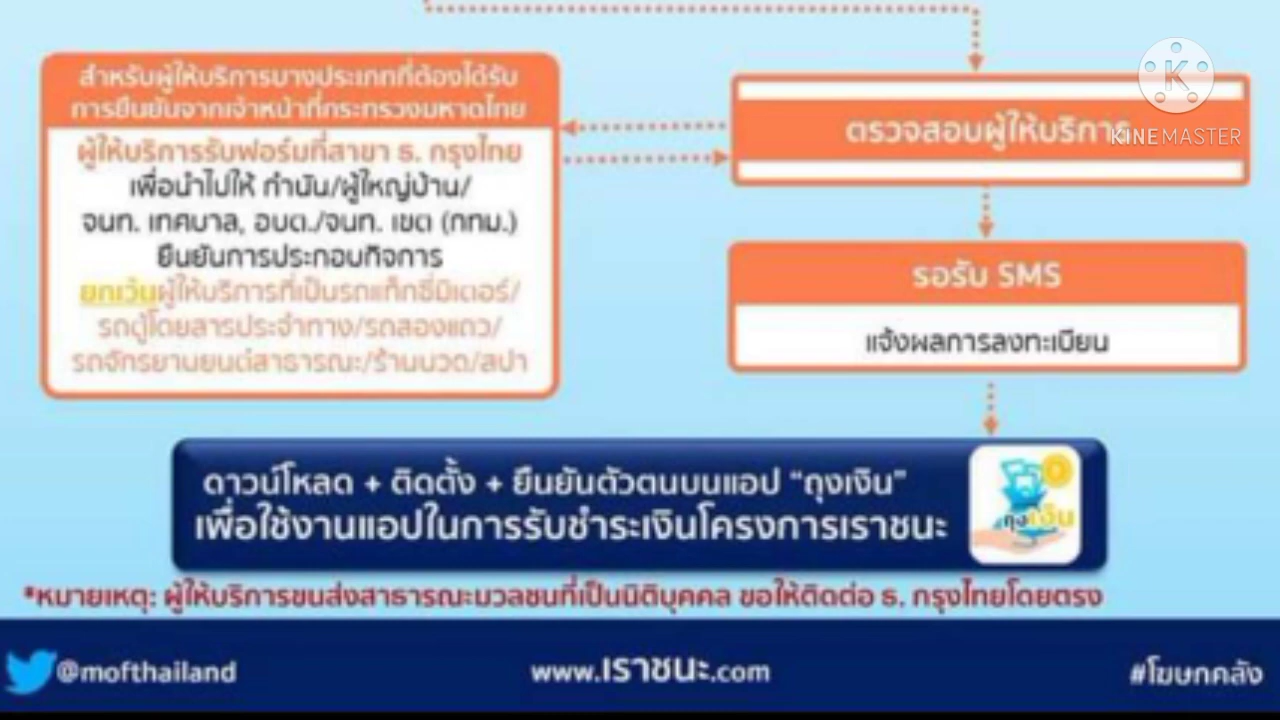 สำหรับผู้ให้บริการบางประเภทที่ต้องได้รับ
การยืนยันจากเจ้าหน้าที่กระทรวงมหาดไทย
ผู้ให้บริการรับฟอร์มที่สาขา ธ. กรุงไทย
เพื่อนำไปให้ กำนัน/ผู้ใหญ่บ้าน/
จนท. เทศบาล, อบต./จนท. เขต (กทม.)
ยืนยันการประกอบกิจการ
ยกเว้นผู้ให้บริการที่เป็นรถแท็กซี่มิเตอร์/
รถตู้โดยสารประจำทาง/รถสองแถว/
รถจักรยานยนต์สาธารณะ/ร้านนวด/สปา
ตรวจสอบผู้ให้บริการ
K
KINEMASTER
รอรับ SMS
แจ้งผลการลงทะเบียน
ดาวน์โหลด + ติดตั้ง + ยืนยันตัวตนบนแอป "ถุงเงิน"
เพื่อใช้งานแอปในการรับชำระเงินโครงการเราชนะ
ถุงเงิน
*หมายเหตุ: ผู้ให้บริการขนส่งสาธารณะมวลชนที่เป็นนิติบุคคล ขอให้ติดต่อ ธ. กรุงไทยโดยตรง
@mofthailand
www.เราชนะ.com
#โฆษกคลัง